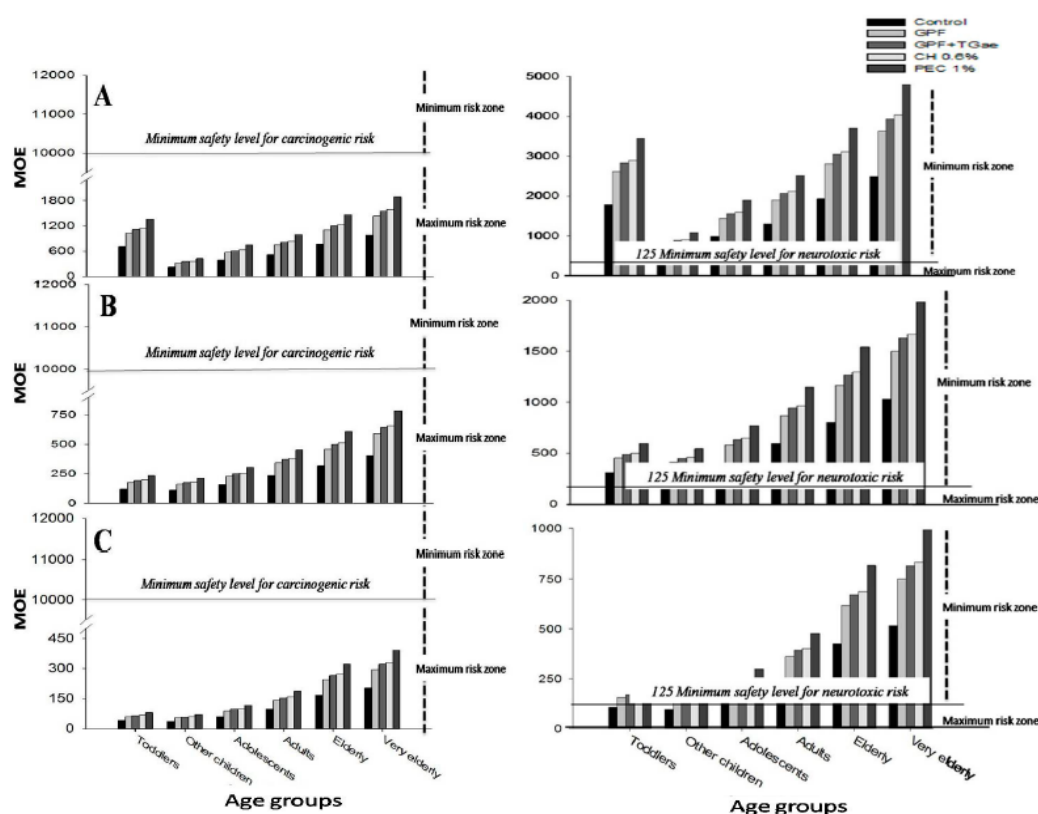 Control
GPF
GPF+TGae
CH 0.6%
PEC 1%
A
12000
11000
10000
1800
1200
600
0
MOE
Minimum safety level for carcinogenic risk
Minimum risk zone
Maximum risk zone
5000
4000
3000
2000
1000
0
125 Minimum safety level for neurotoxic risk
Minimum risk zone
Maximum risk zone
B
12000
11000
10000
750
500
250
0
MOE
Minimum safety level for carcinogenic risk
Minimum risk zone
Maximum risk zone
2000
1500
1000
500
0
125 Minimum safety level for neurotoxic risk
Minimum risk zone
Maximum risk zone
C
12000
11000
10000
450
300
150
0
MOE
Minimum safety level for carcinogenic risk
Minimum risk zone
Maximum risk zone
1000
750
500
250
0
125 Minimum safety level for neurotoxic risk
Minimum risk zone
Maximum risk zone
Toddlers
Other children
Adolescents
Adults
Elderly
Very elderly
Age groups
Toddlers
Other children
Adolescents
Adults
Elderly
Very elderly
Age groups